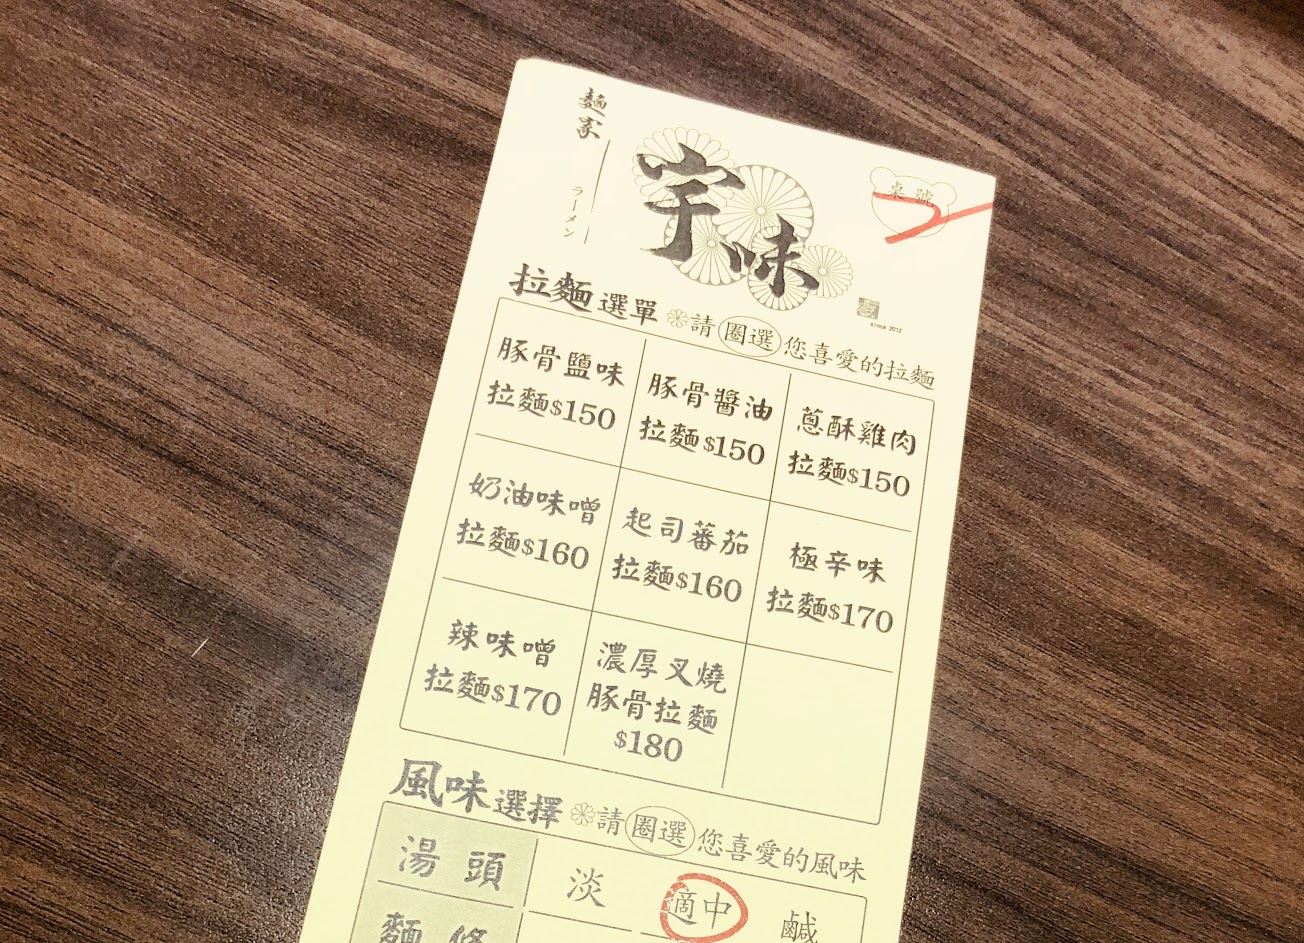 麵家
ラーメン
宇味
桌號
since 2012
拉麵選單 請圈選您喜愛的拉麵
豚骨鹽味
拉麵$150
豚骨醬油
拉麵$150
蔥酥雞肉
拉麵$150
奶油味噌
拉麵$160
起司蕃茄
拉麵$160
極辛味
拉麵$170
辣味噌
拉麵$170
濃厚叉燒
豚骨拉麵
$180
風味選擇 請圈選您喜愛的風味
湯頭 淡 適中 鹹
麵條